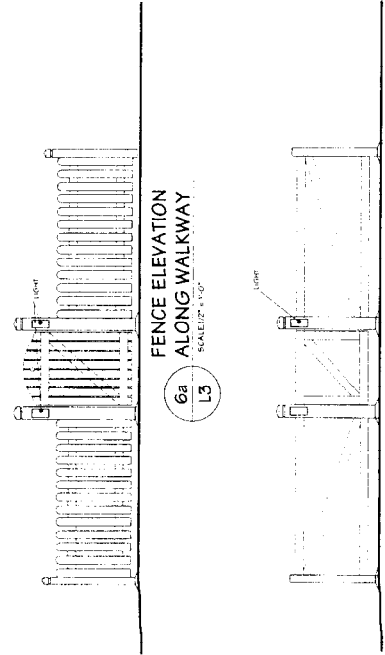 LIGHT
FENCE ELEVATION
ALONG WALKWAY
SCALE: 1/2" = 1'-0"
6a
L3
LIGHT